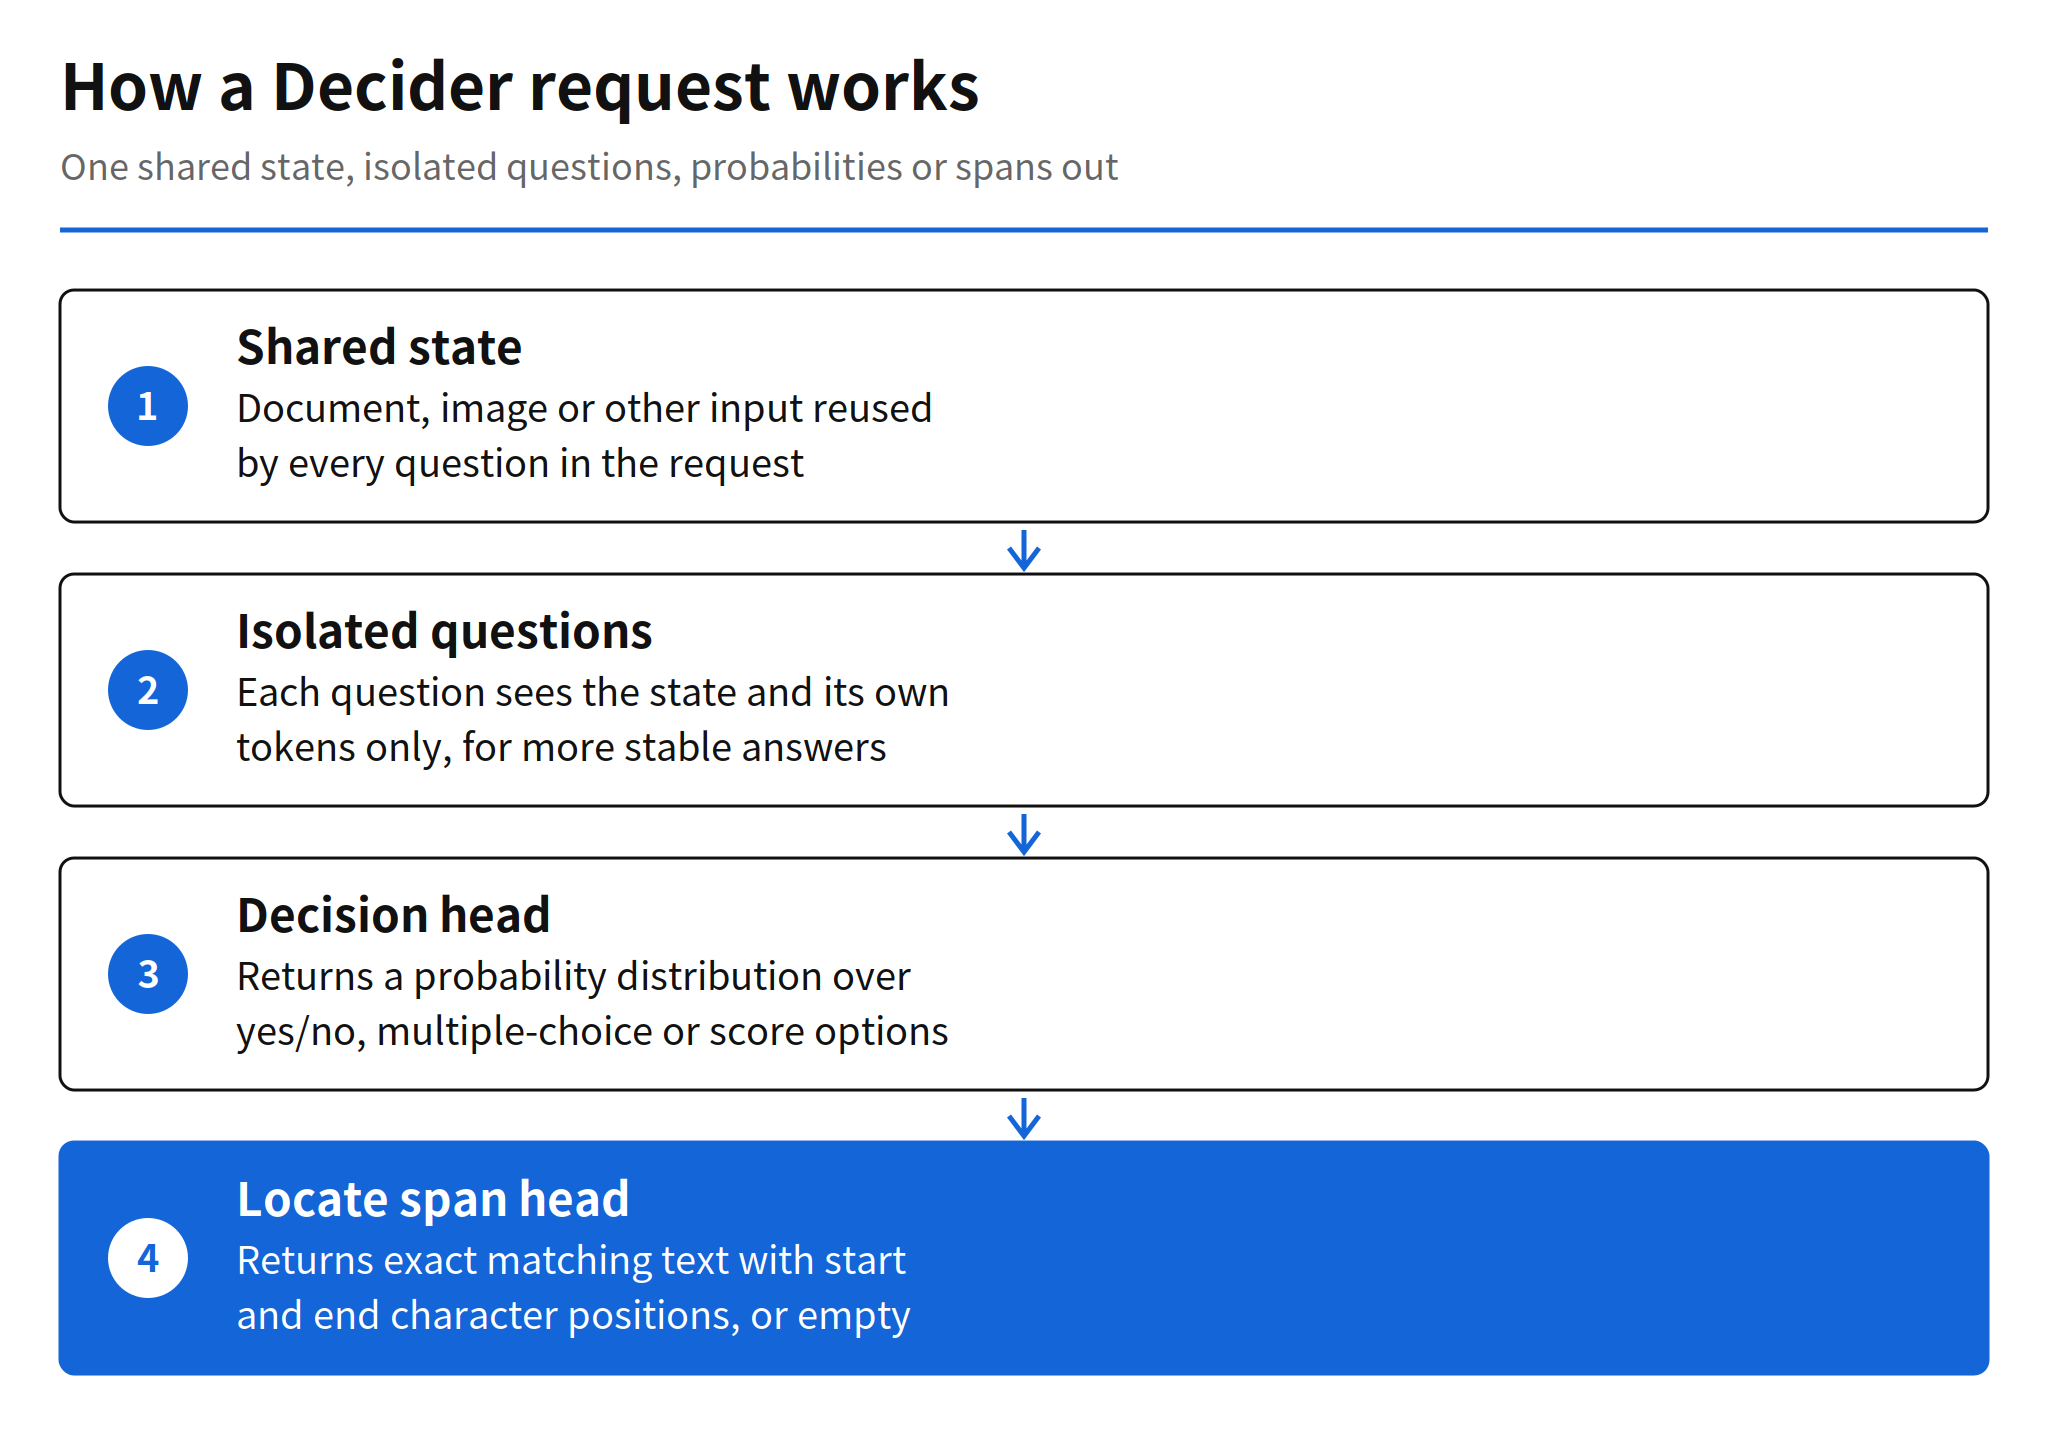 How a Decider request works
One shared state, isolated questions, probabilities or spans out
1
Shared state
Document, image or other input reused
by every question in the request
2
Isolated questions
Each question sees the state and its own
tokens only, for more stable answers
3
Decision head
Returns a probability distribution over
yes/no, multiple-choice or score options
4
Locate span head
Returns exact matching text with start
and end character positions, or empty